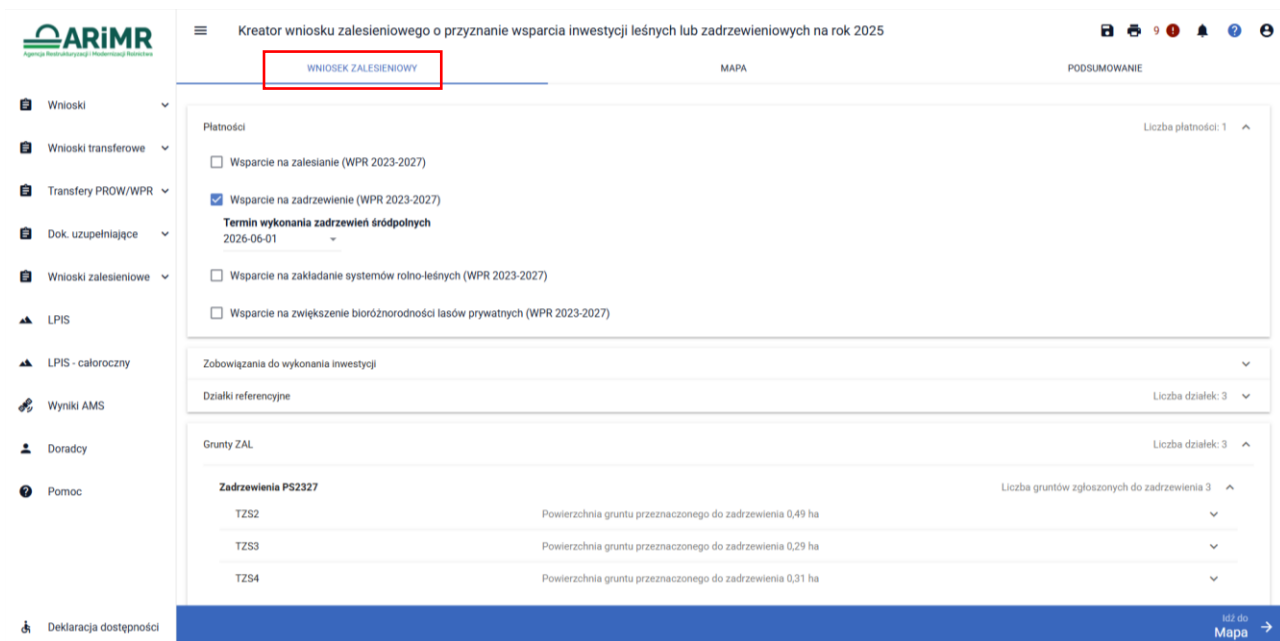 ARiMR
Agencja Restrukturyzacji i Modernizacji Rolnictwa
Kreator wniosku zalesieniowego o przyznanie wsparcia inwestycji leśnych lub zadrzewieniowych na rok 2025
9
WNIOSEK ZALESIENIOWY
MAPA
PODSUMOWANIE
Wnioski
Wnioski transferowe
Transfery PROW/WPR
Dok. uzupełniające
Wnioski zalesieniowe
LPIS
LPIS - całoroczny
Wyniki AMS
Doradcy
Pomoc
Deklaracja dostępności
Płatności
Liczba płatności: 1
Wsparcie na zalesianie (WPR 2023-2027)
Wsparcie na zadrzewienie (WPR 2023-2027)
Termin wykonania zadrzewień śródpolnych
2026-06-01
Wsparcie na zakładanie systemów rolno-leśnych (WPR 2023-2027)
Wsparcie na zwiększenie bioróżnorodności lasów prywatnych (WPR 2023-2027)
Zobowiązania do wykonania inwestycji
Działki referencyjne
Liczba działek: 3
Grunty ZAL
Liczba działek: 3
Zadrzewienia PS2327
Liczba gruntów zgłoszonych do zadrzewienia 3
TZS2
Powierzchnia gruntu przeznaczonego do zadrzewienia 0,49 ha
TZS3
Powierzchnia gruntu przeznaczonego do zadrzewienia 0,29 ha
TZS4
Powierzchnia gruntu przeznaczonego do zadrzewienia 0,31 ha
Idź do
Mapa